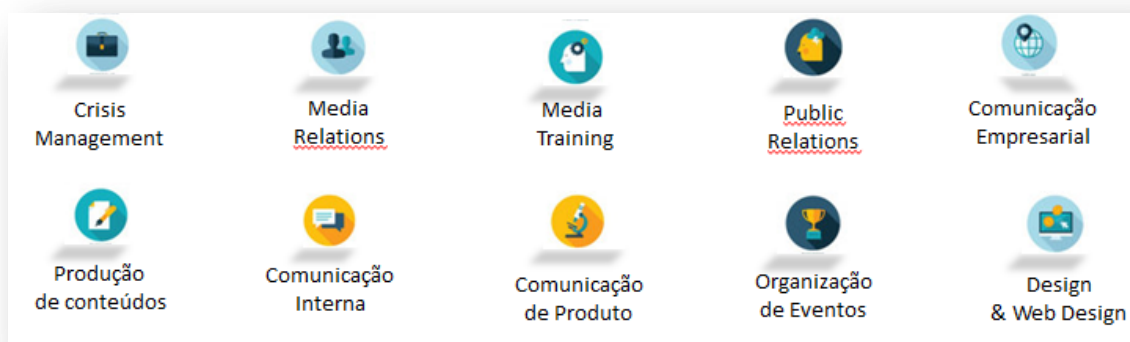 Crisis
Management
Media
Relations
Media
Training
Public
Relations
Comunicação
Empresarial
Produção
de conteúdos
Comunicação
Interna
Comunicação
de Produto
Organização
de Eventos
Design
& Web Design